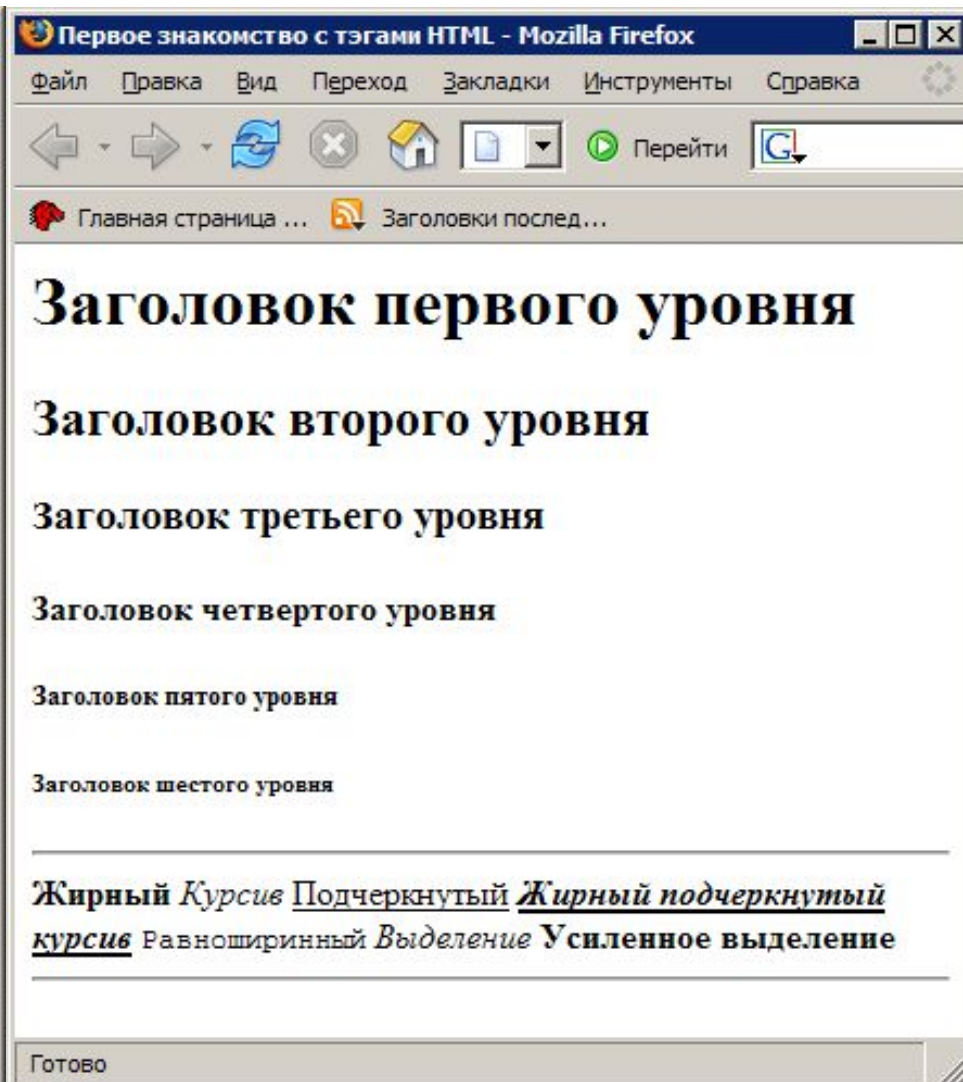 Первое знакомство с тэгами HTML - Mozilla Firefox
Файл Правка Вид Переход Закладки Инструменты Справка
Перейти G
Главная страница ... Заголовки послед...
Заголовок первого уровня
Заголовок второго уровня
Заголовок третьего уровня
Заголовок четвертого уровня
Заголовок пятого уровня
Заголовок шестого уровня
Жирный Курсив Подчеркнутый Жирный подчеркнутый
курсив Равноширинный Выделение Усиленное выделение
Готово